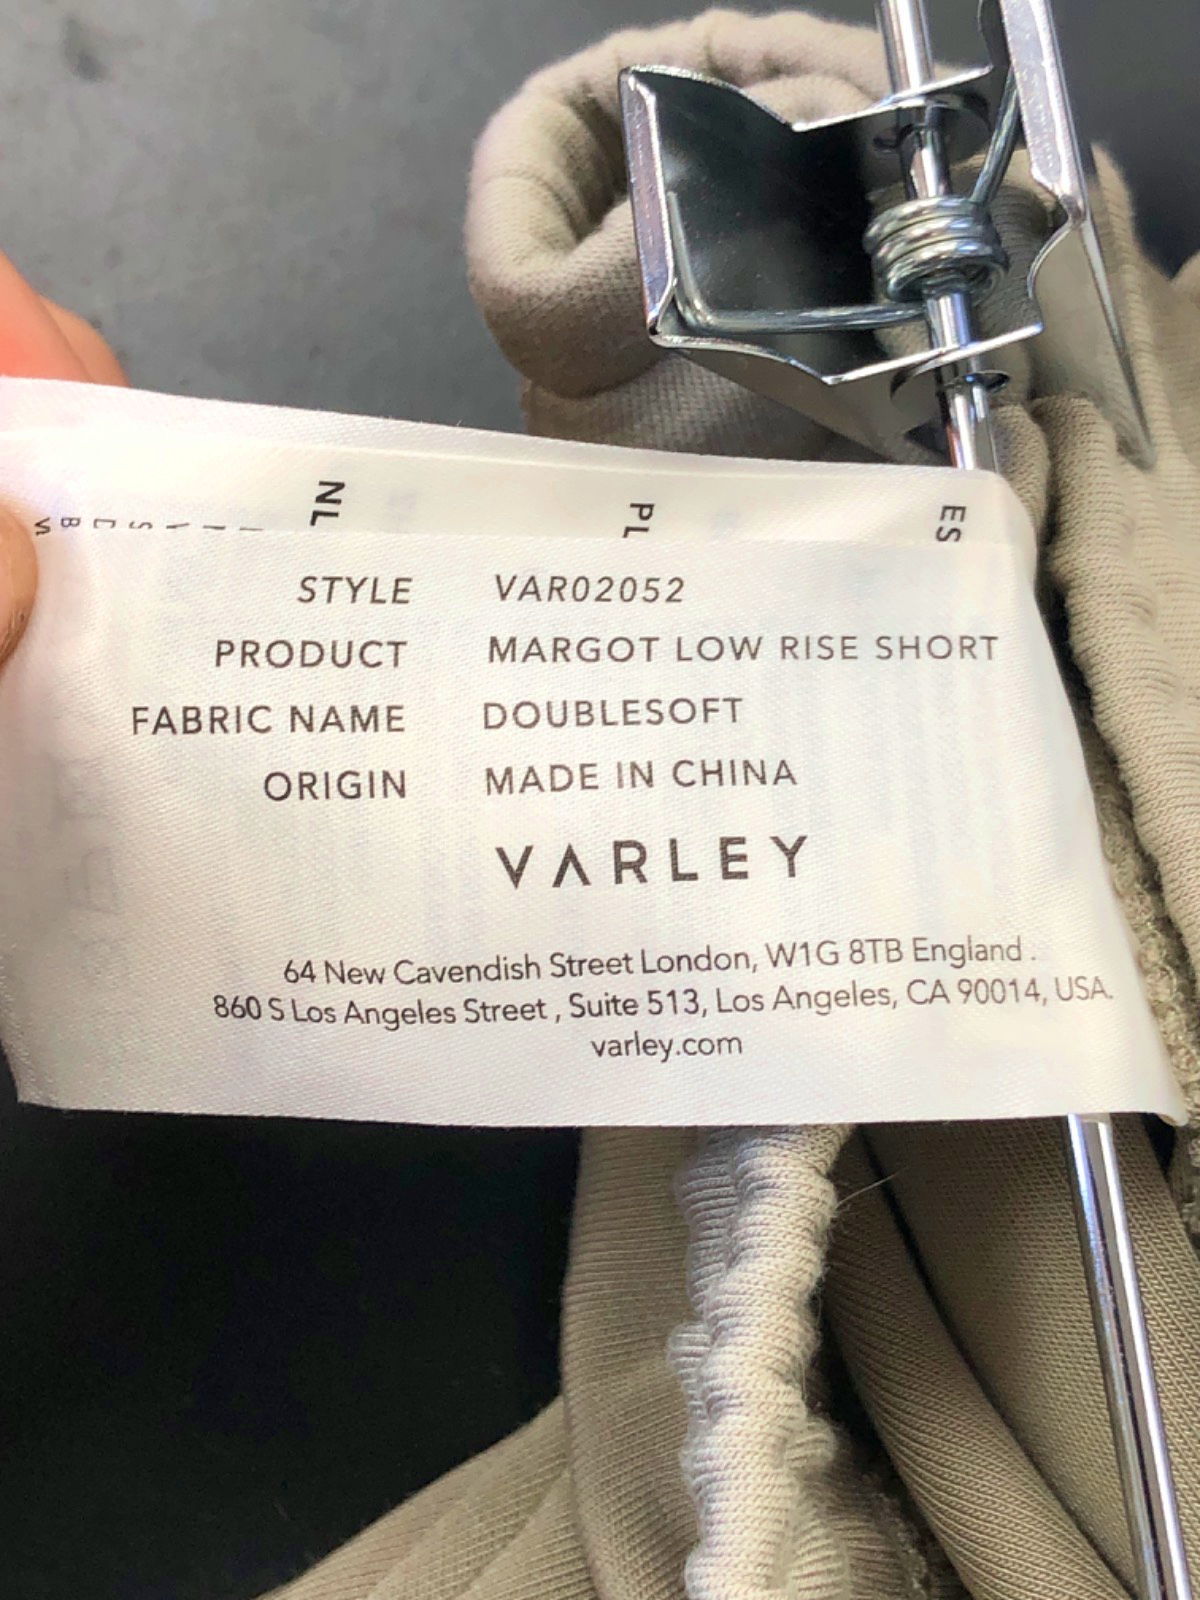 NL PL ES
STYLE VAR02052
PRODUCT MARGOT LOW RISE SHORT
FABRIC NAME DOUBLESOFT
ORIGIN MADE IN CHINA
VARLEY
64 New Cavendish Street London, W1G 8TB England .
860 S Los Angeles Street , Suite 513, Los Angeles, CA 90014, USA.
varley.com